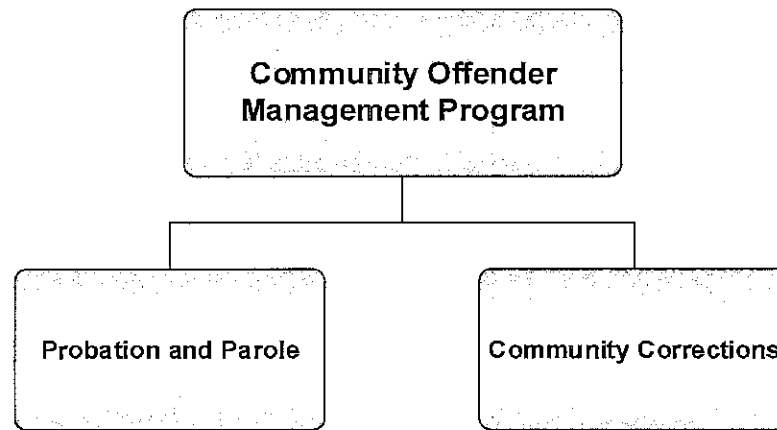 Community Offender
Management Program
Probation and Parole
Community Corrections